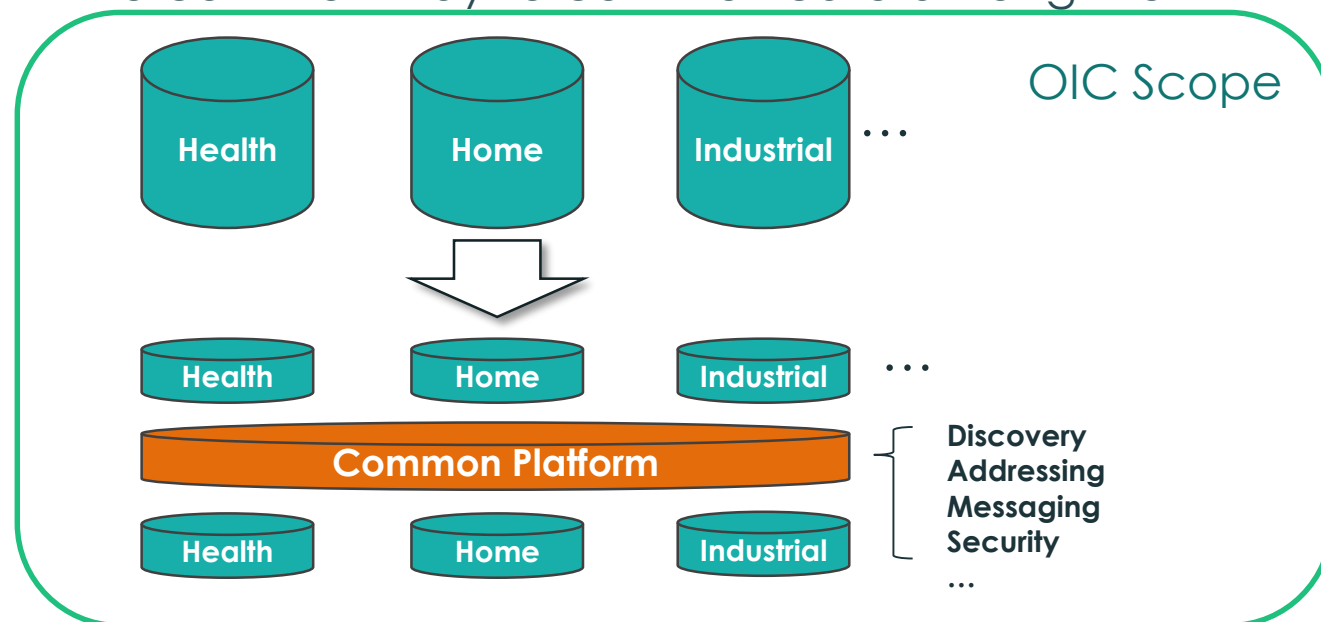 OIC Scope
Health
Home
Industrial
...
Health
Home
Industrial
...
Common Platform
Discovery
Addressing
Messaging
Security
...
Health
Home
Industrial